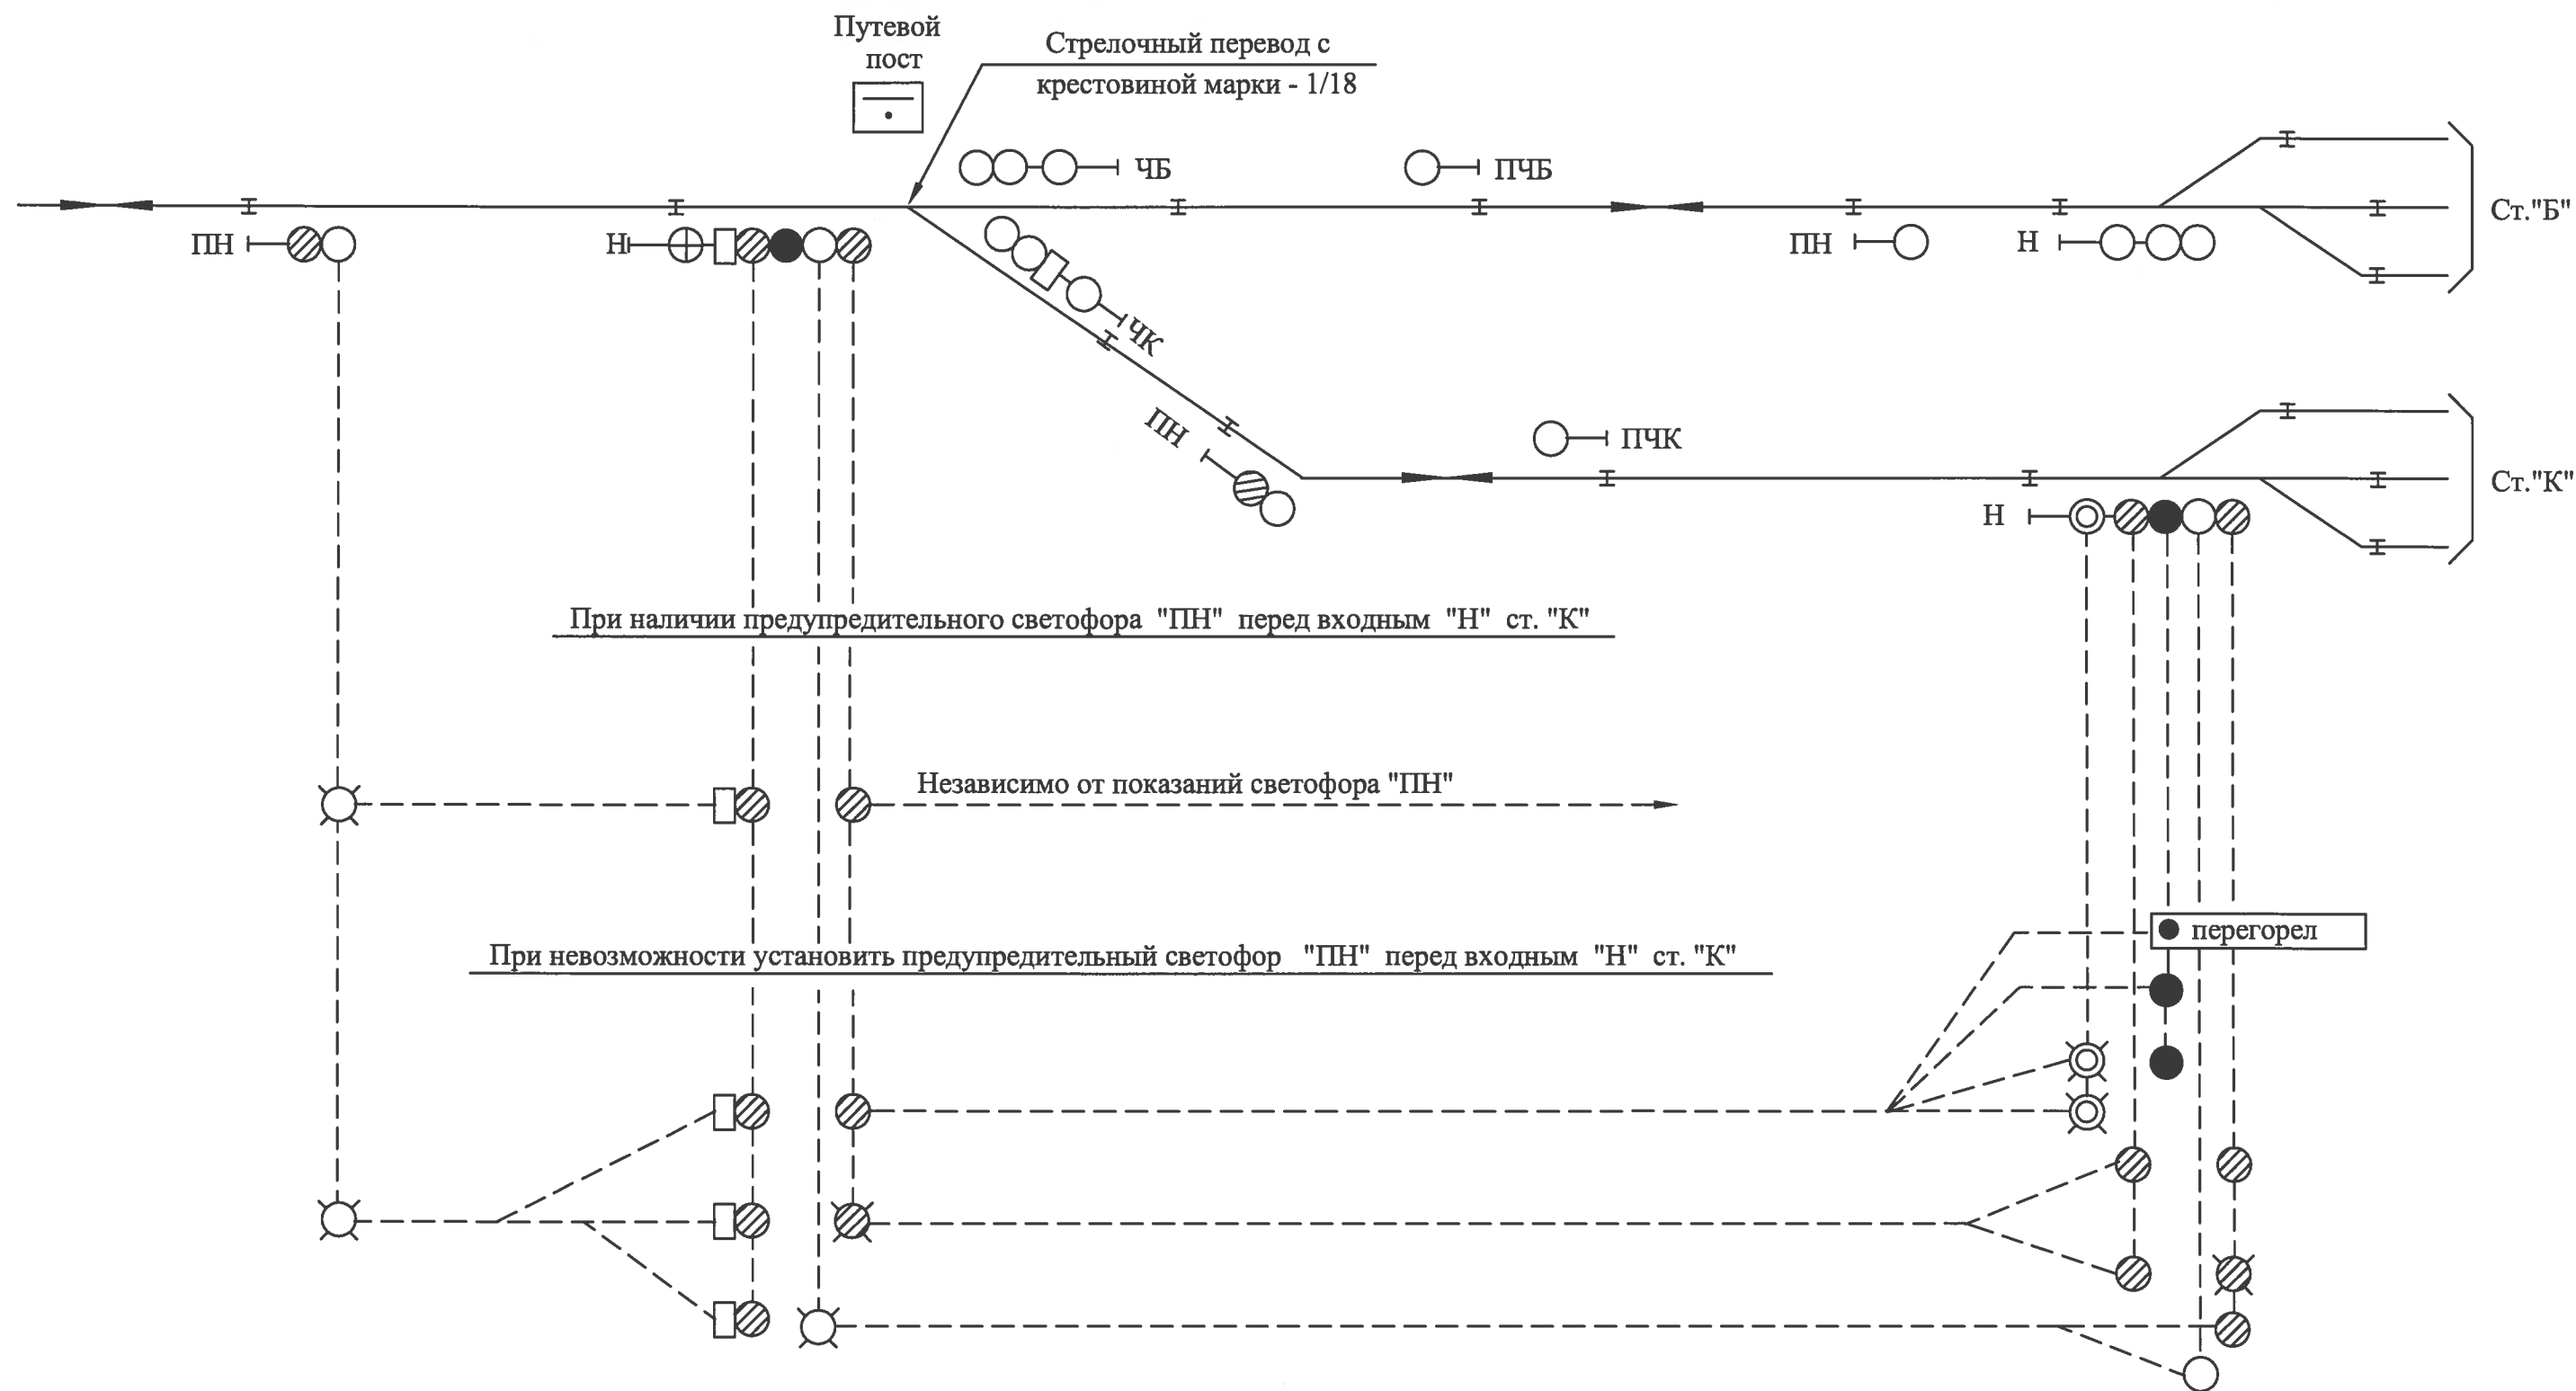 Путевой
пост
Стрелочный перевод с
крестовиной марки - 1/18
ЧБ
ПЧБ
Ст."Б"
ПН
Н
ПН
Н
ЧК
ПН
ПЧК
Ст."К"
Н
При наличии предупредительного светофора "ПН" перед входным "Н" ст. "К"
Независимо от показаний светофора "ПН"
перегорел
При невозможности установить предупредительный светофор "ПН" перед входным "Н" ст. "К"